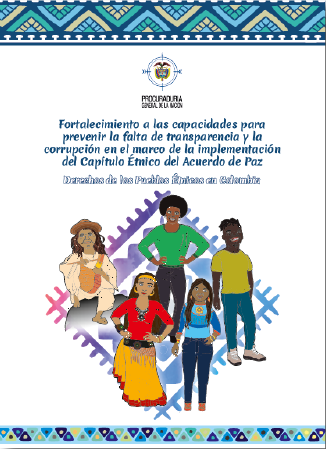 PROCURADURIA
GENERAL DE LA NACION
Fortalecimiento a las capacidades para
prevenir la falta de transparencia y la
corrupción en el marco de la implementación
del Capítulo Étnico del Acuerdo de Paz
Derechos de los Pueblos Étnicos en Colombia